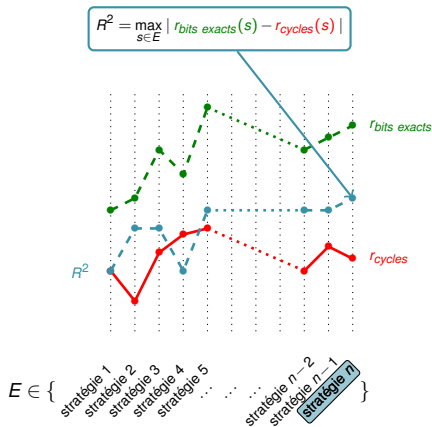 R² = max_{s∈E} | r_{bits exacts}(s) − r_{cycles}(s) |
r_{bits exacts}
R²
r_{cycles}
E ∈ { stratégie 1 stratégie 2 stratégie 3 stratégie 4 stratégie 5 ... ... ... stratégie n−2 stratégie n−1 stratégie n }